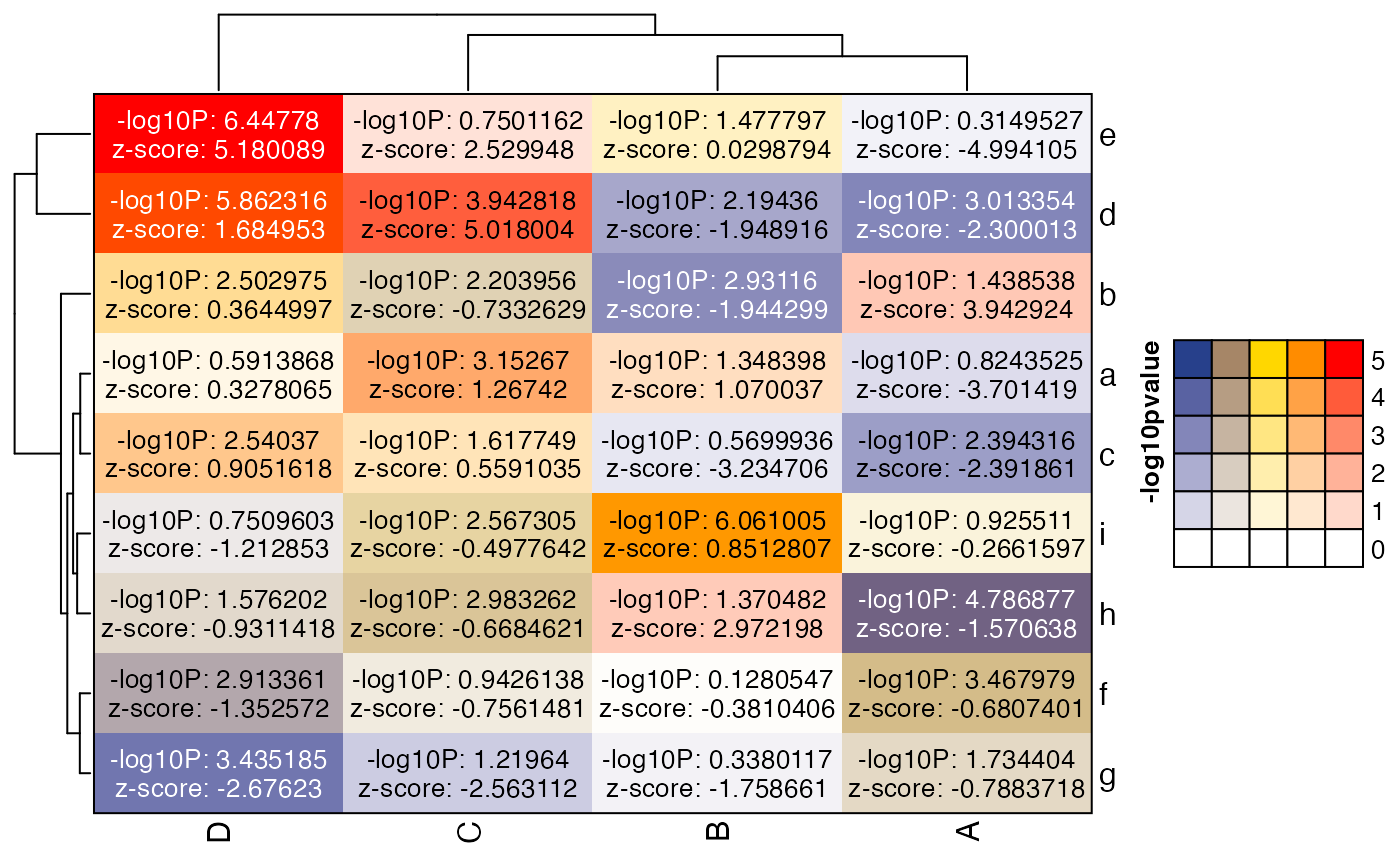 -log10P: 6.44778 -log10P: 0.7501162 -log10P: 1.477797 -log10P: 0.3149527
z-score: 5.180089 z-score: 2.529948 z-score: 0.0298794 z-score: -4.994105
e
-log10P: 5.862316 -log10P: 3.942818 -log10P: 2.19436 -log10P: 3.013354
z-score: 1.684953 z-score: 5.018004 z-score: -1.948916 z-score: -2.300013
d
-log10P: 2.502975 -log10P: 2.203956 -log10P: 2.93116 -log10P: 1.438538
z-score: 0.3644997 z-score: -0.7332629 z-score: -1.944299 z-score: 3.942924
b
-log10P: 0.5913868 -log10P: 3.15267 -log10P: 1.348398 -log10P: 0.8243525
z-score: 0.3278065 z-score: 1.26742 z-score: 1.070037 z-score: -3.701419
a
-log10P: 2.54037 -log10P: 1.617749 -log10P: 0.5699936 -log10P: 2.394316
z-score: 0.9051618 z-score: 0.5591035 z-score: -3.234706 z-score: -2.391861
c
-log10P: 0.7509603 -log10P: 2.567305 -log10P: 6.061005 -log10P: 0.925511
z-score: -1.212853 z-score: -0.4977642 z-score: 0.8512807 z-score: -0.2661597
i
-log10P: 1.576202 -log10P: 2.983262 -log10P: 1.370482 -log10P: 4.786877
z-score: -0.9311418 z-score: -0.6684621 z-score: 2.972198 z-score: -1.570638
h
-log10P: 2.913361 -log10P: 0.9426138 -log10P: 0.1280547 -log10P: 3.467979
z-score: -1.352572 z-score: -0.7561481 z-score: -0.3810406 z-score: -0.6807401
f
-log10P: 3.435185 -log10P: 1.21964 -log10P: 0.3380117 -log10P: 1.734404
z-score: -2.67623 z-score: -2.563112 z-score: -1.758661 z-score: -0.7883718
g
D C B A
-log10pvalue
5
4
3
2
1
0